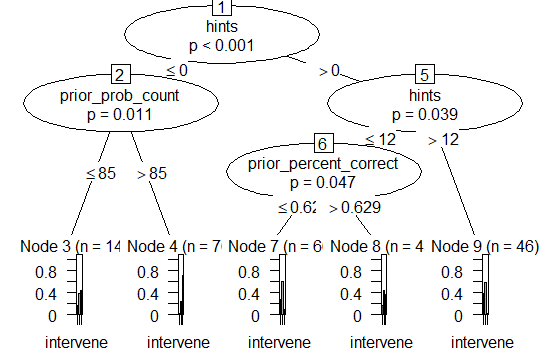 1
hints
p < 0.001
≤ 0
> 0
2
prior_prob_count
p = 0.011
5
hints
p = 0.039
≤ 12
> 12
6
prior_percent_correct
p = 0.047
≤ 85
> 85
≤ 0.62
> 0.629
Node 3 (n = 14
Node 4 (n = 7
Node 7 (n = 6
Node 8 (n = 4
Node 9 (n = 46)
0.8 0.8 0.8 0.8 0.8
0.4 0.4 0.4 0.4 0.4
0 0 0 0 0
intervene intervene intervene intervene intervene